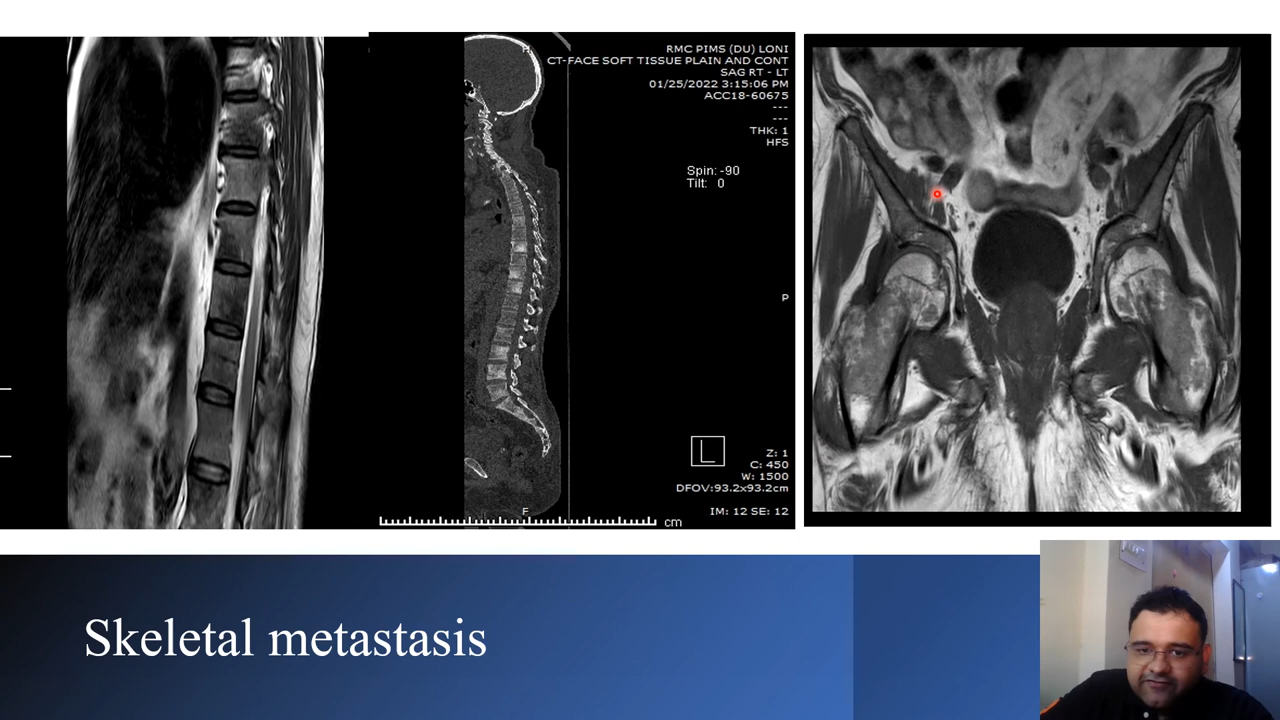 RMC PIMS (DU) LONI
CT-FACE SOFT TISSUE PLAIN AND CONT
SAG RT - LT
01/25/2022 3:15:06 PM
ACC18-60675
---
---
THK: 1
HFS
H
Spin: -90
Tilt: 0
P
L
Z: 1
C: 450
W: 1500
DFOV:93.2x93.2cm
F
IM: 12 SE: 12
cm
Skeletal metastasis